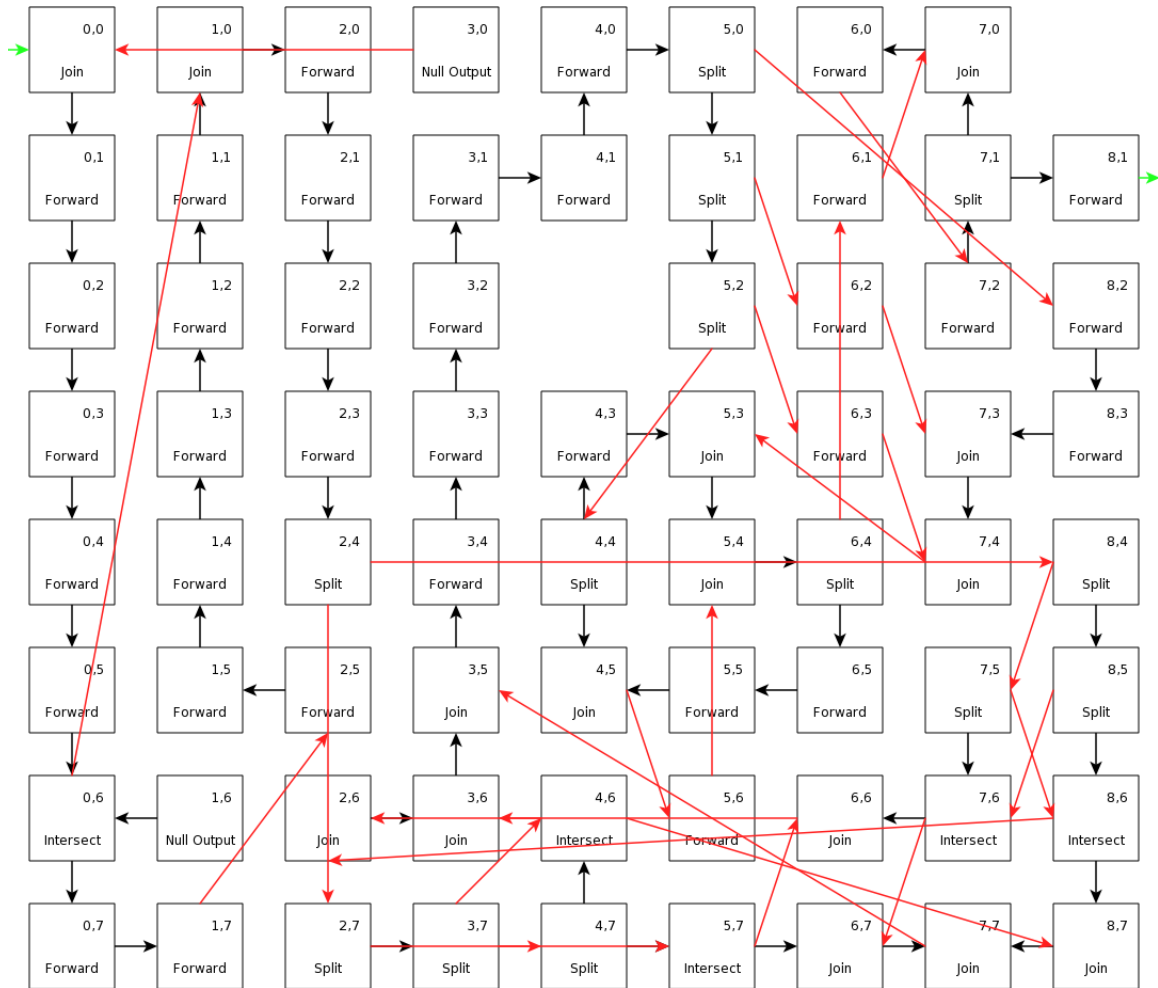 0,0 1,0 2,0 3,0 4,0 5,0 6,0 7,0
Join Join Forward Null Output Forward Split Forward Join
0,1 1,1 2,1 3,1 4,1 5,1 6,1 7,1 8,1
Forward Forward Forward Forward Forward Split Forward Split Forward
0,2 1,2 2,2 3,2 5,2 6,2 7,2 8,2
Forward Forward Forward Forward Split Forward Forward Forward
0,3 1,3 2,3 3,3 4,3 5,3 6,3 7,3 8,3
Forward Forward Forward Forward Forward Join Forward Join Forward
0,4 1,4 2,4 3,4 4,4 5,4 6,4 7,4 8,4
Forward Forward Split Forward Split Join Split Join Split
0,5 1,5 2,5 3,5 4,5 5,5 6,5 7,5 8,5
Forward Forward Forward Join Join Forward Forward Split Split
0,6 1,6 2,6 3,6 4,6 5,6 6,6 7,6 8,6
Intersect Null Output Join Join Intersect Forward Join Intersect Intersect
0,7 1,7 2,7 3,7 4,7 5,7 6,7 7,7 8,7
Forward Forward Split Split Split Intersect Join Join Join